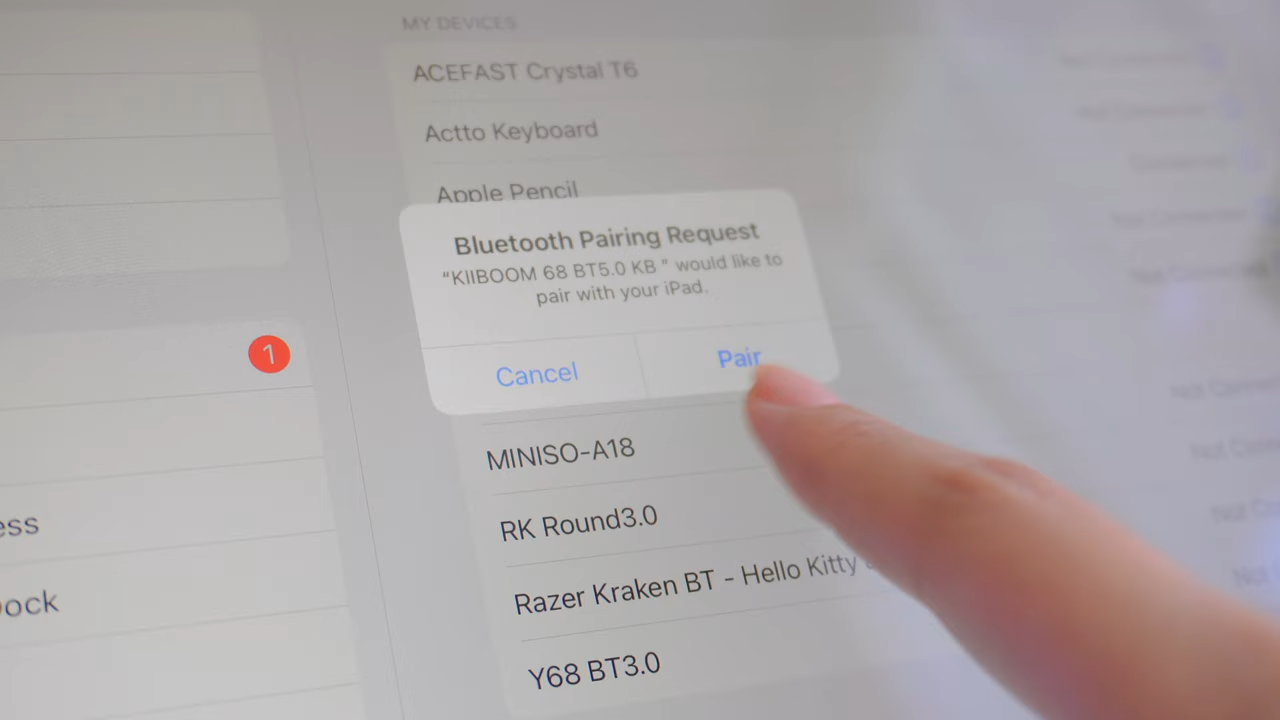 MY DEVICES
ACEFAST Crystal T6
Actto Keyboard
Apple Pencil
Bluetooth Pairing Request
“KIIBOOM 68 BT5.0 KB ” would like to
pair with your iPad.
Cancel
Pair
1
MINISO-A18
ess
RK Round3.0
Razer Kraken BT - Hello Kitty
Dock
Y68 BT3.0